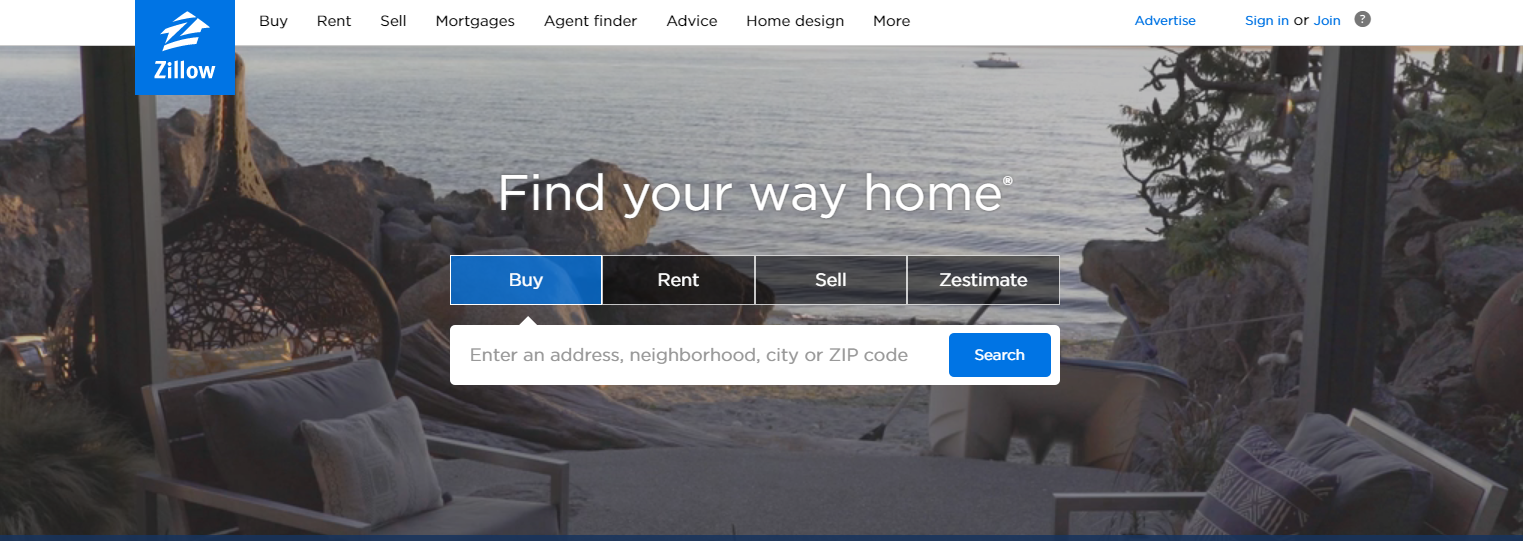 Zillow
Buy Rent Sell Mortgages Agent finder Advice Home design More
Advertise Sign in or Join ?
Find your way home®
Buy Rent Sell Zestimate
Enter an address, neighborhood, city or ZIP code Search